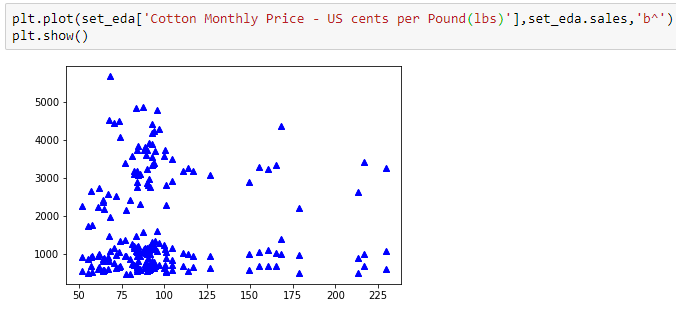 plt.plot(set_eda['Cotton Monthly Price - US cents per Pound(lbs)'],set_eda.sales,'b^')
plt.show()
5000
4000
3000
2000
1000
50 75 100 125 150 175 200 225